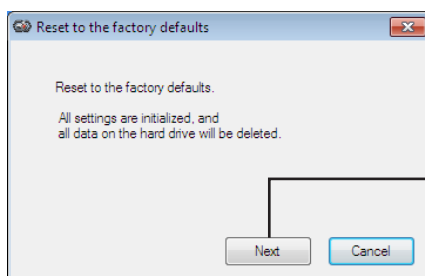 Reset to the factory defaults
Reset to the factory defaults.
All settings are initialized, and
all data on the hard drive will be deleted.
Next
Cancel